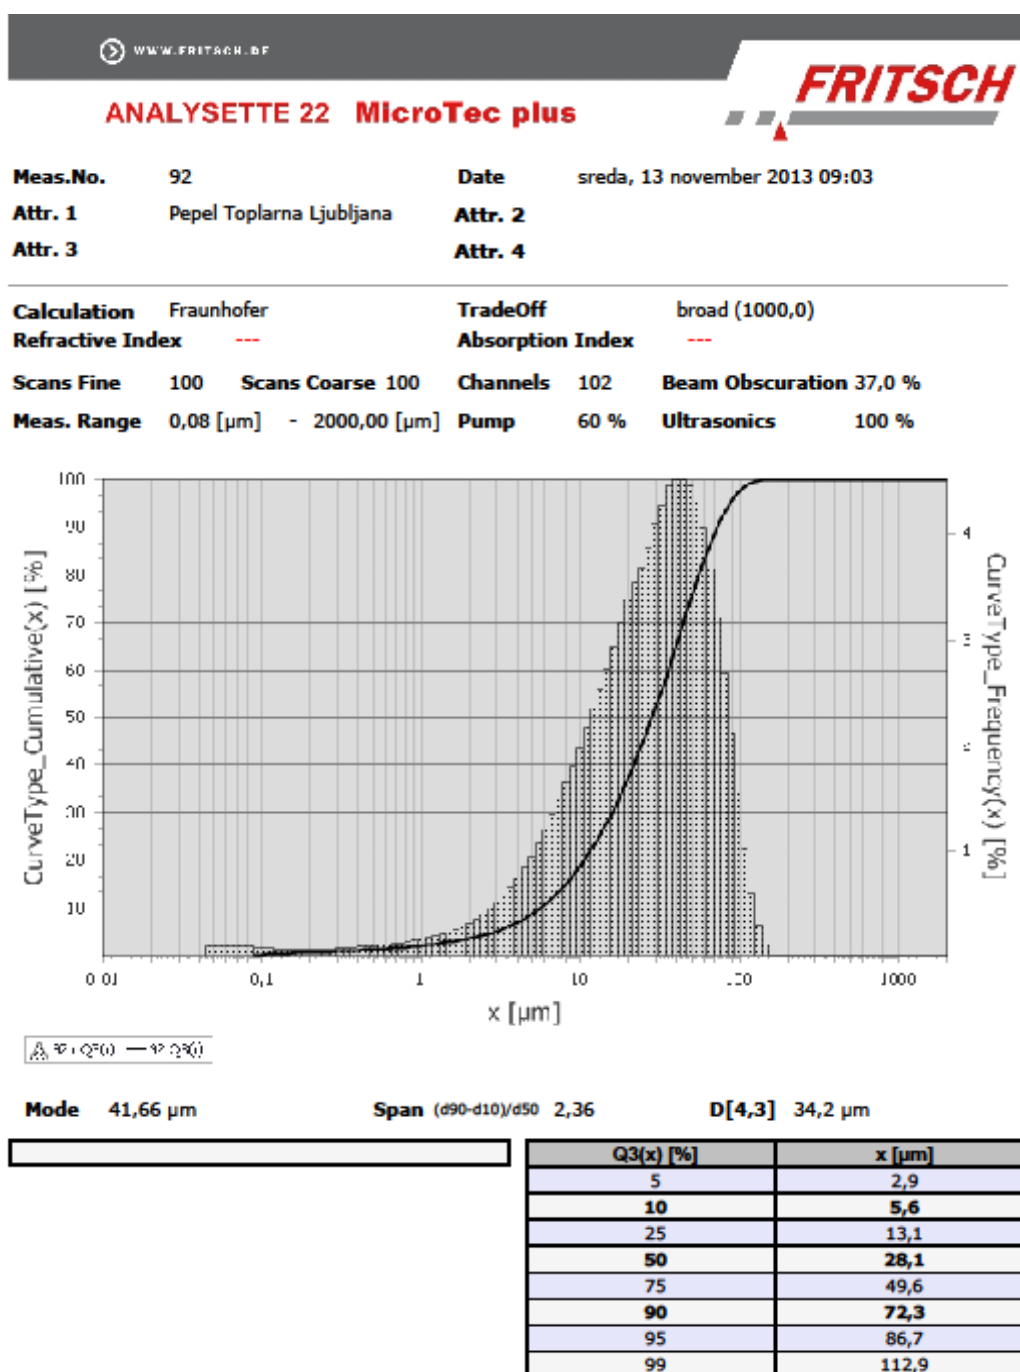 WWW.FRITSCH.DE
FRITSCH
ANALYSETTE 22 MicroTec plus
Meas.No. 92 Date sreda, 13 november 2013 09:03
Attr. 1 Pepel Toplarna Ljubljana Attr. 2
Attr. 3 Attr. 4
Calculation Fraunhofer TradeOff broad (1000,0)
Refractive Index --- Absorption Index ---
Scans Fine 100 Scans Coarse 100 Channels 102 Beam Obscuration 37,0 %
Meas. Range 0,08 [µm] - 2000,00 [µm] Pump 60 % Ultrasonics 100 %
CurveType_Cumulative(x) [%]
100
90
80
70
60
50
40
30
20
10
4
3
2
1
CurveType_Frequency(x) [%]
0,01 0,1 1 10 100 1000
x [µm]
Mode 41,66 µm Span (d90-d10)/d50 2,36 D[4,3] 34,2 µm
Q3(x) [%] x [µm]
5 2,9
10 5,6
25 13,1
50 28,1
75 49,6
90 72,3
95 86,7
99 112,9